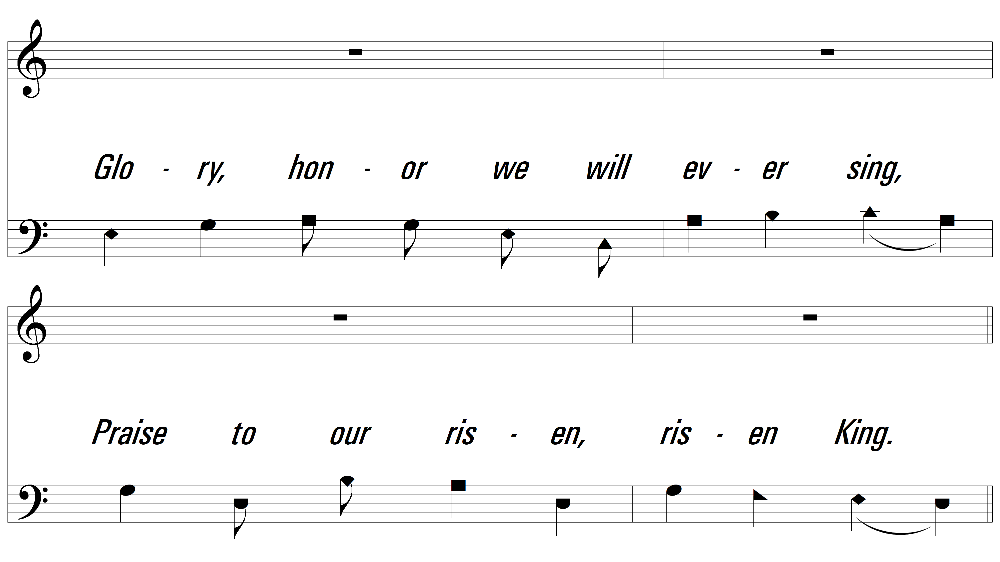 Glo - ry, hon - or we will ev - er sing,
Praise to our ris - en, ris - en King.